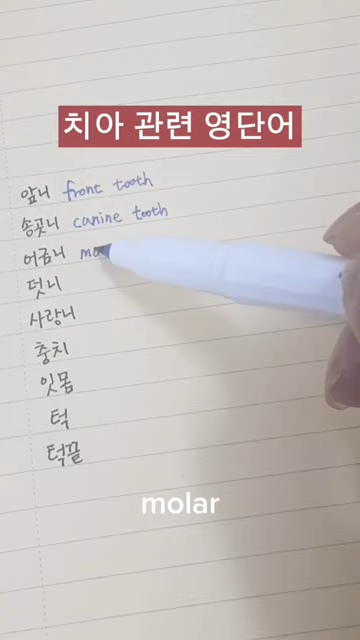 치아 관련 영단어
앞니 front tooth
송곳니 canine tooth
어금니 mo
덧니
사랑니
충치
잇몸
턱
턱끝
molar